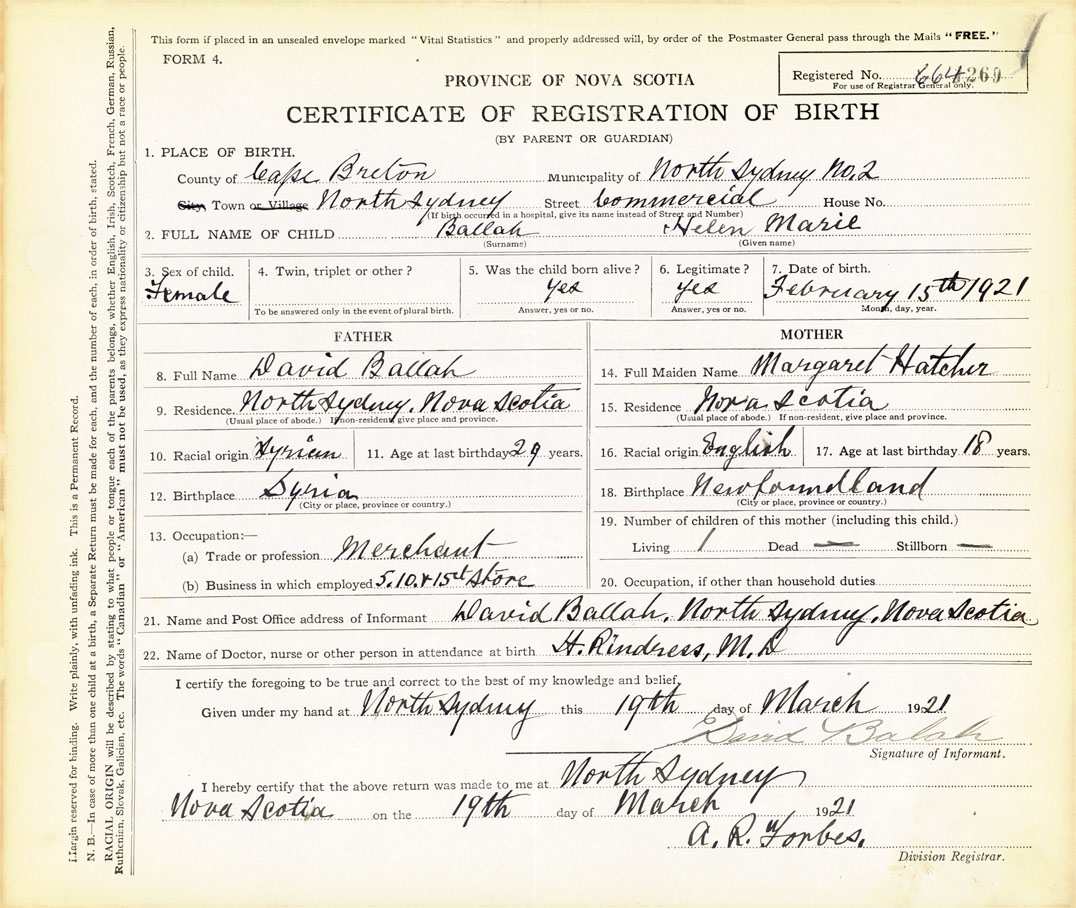 This form if placed in an unsealed envelope marked "Vital Statistics" and properly addressed will, by order of the Postmaster General pass through the Mails "FREE."
FORM 4.
Registered No. 664 260
For use of Registrar General only.
PROVINCE OF NOVA SCOTIA
CERTIFICATE OF REGISTRATION OF BIRTH
(BY PARENT OR GUARDIAN)
1. PLACE OF BIRTH.
County of Cape Breton Municipality of North Sydney No. 2
City, Town or Village North Sydney Street Commercial House No.
(If birth occurred in a hospital, give its name instead of Street and Number)
2. FULL NAME OF CHILD Ballah Helen Marie
(Surname) (Given name)
3. Sex of child. 4. Twin, triplet or other? 5. Was the child born alive? 6. Legitimate? 7. Date of birth.
Female Yes Yes February 15th 1921
To be answered only in the event of plural birth. Answer, yes or no. Answer, yes or no. Month, day, year.
FATHER
8. Full Name David Ballah
9. Residence. North Sydney, Nova Scotia
(Usual place of abode.) If non-resident, give place and province.
10. Racial origin Syrian 11. Age at last birthday 29 years.
12. Birthplace Syria
(City or place, province or country.)
13. Occupation:—
(a) Trade or profession Merchant
(b) Business in which employed 5. 10. & 15ct Store
MOTHER
14. Full Maiden Name Margaret Hatcher
15. Residence Nova Scotia
(Usual place of abode.) If non-resident, give place and province.
16. Racial origin English 17. Age at last birthday 18 years.
18. Birthplace Newfoundland
(City or place, province or country.)
19. Number of children of this mother (including this child.)
Living 1 Dead — Stillborn —
20. Occupation, if other than household duties
21. Name and Post Office address of Informant David Ballah, North Sydney, Nova Scotia
22. Name of Doctor, nurse or other person in attendance at birth H. Rindress, M.D
I certify the foregoing to be true and correct to the best of my knowledge and belief.
Given under my hand at North Sydney this 19th day of March 1921
David Balah
Signature of Informant.
I hereby certify that the above return was made to me at North Sydney
Nova Scotia on the 19th day of March 1921
A. R. Forbes.
Division Registrar.
Margin reserved for binding. Write plainly, with unfading ink. This is a Permanent Record.
N. B.—In case of more than one child at a birth, a Separate Return must be made for each, and the number of each, in order of birth, stated.
RACIAL ORIGIN will be described by stating to what people or tongue each of the parents belongs, whether English, Irish, Scotch, French, German, Russian,
Ruthenian, Slovak, Galician, etc. The words "Canadian" or "American" must not be used, as they express nationality or citizenship but not a race or people.